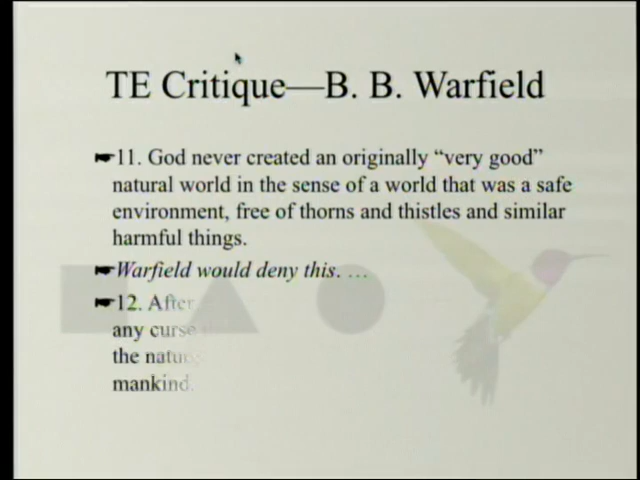 TE Critique—B. B. Warfield
☛11. God never created an originally “very good”
natural world in the sense of a world that was a safe
environment, free of thorns and thistles and similar
harmful things.
☛Warfield would deny this. …
☛12. After
any curse
the
mankind.